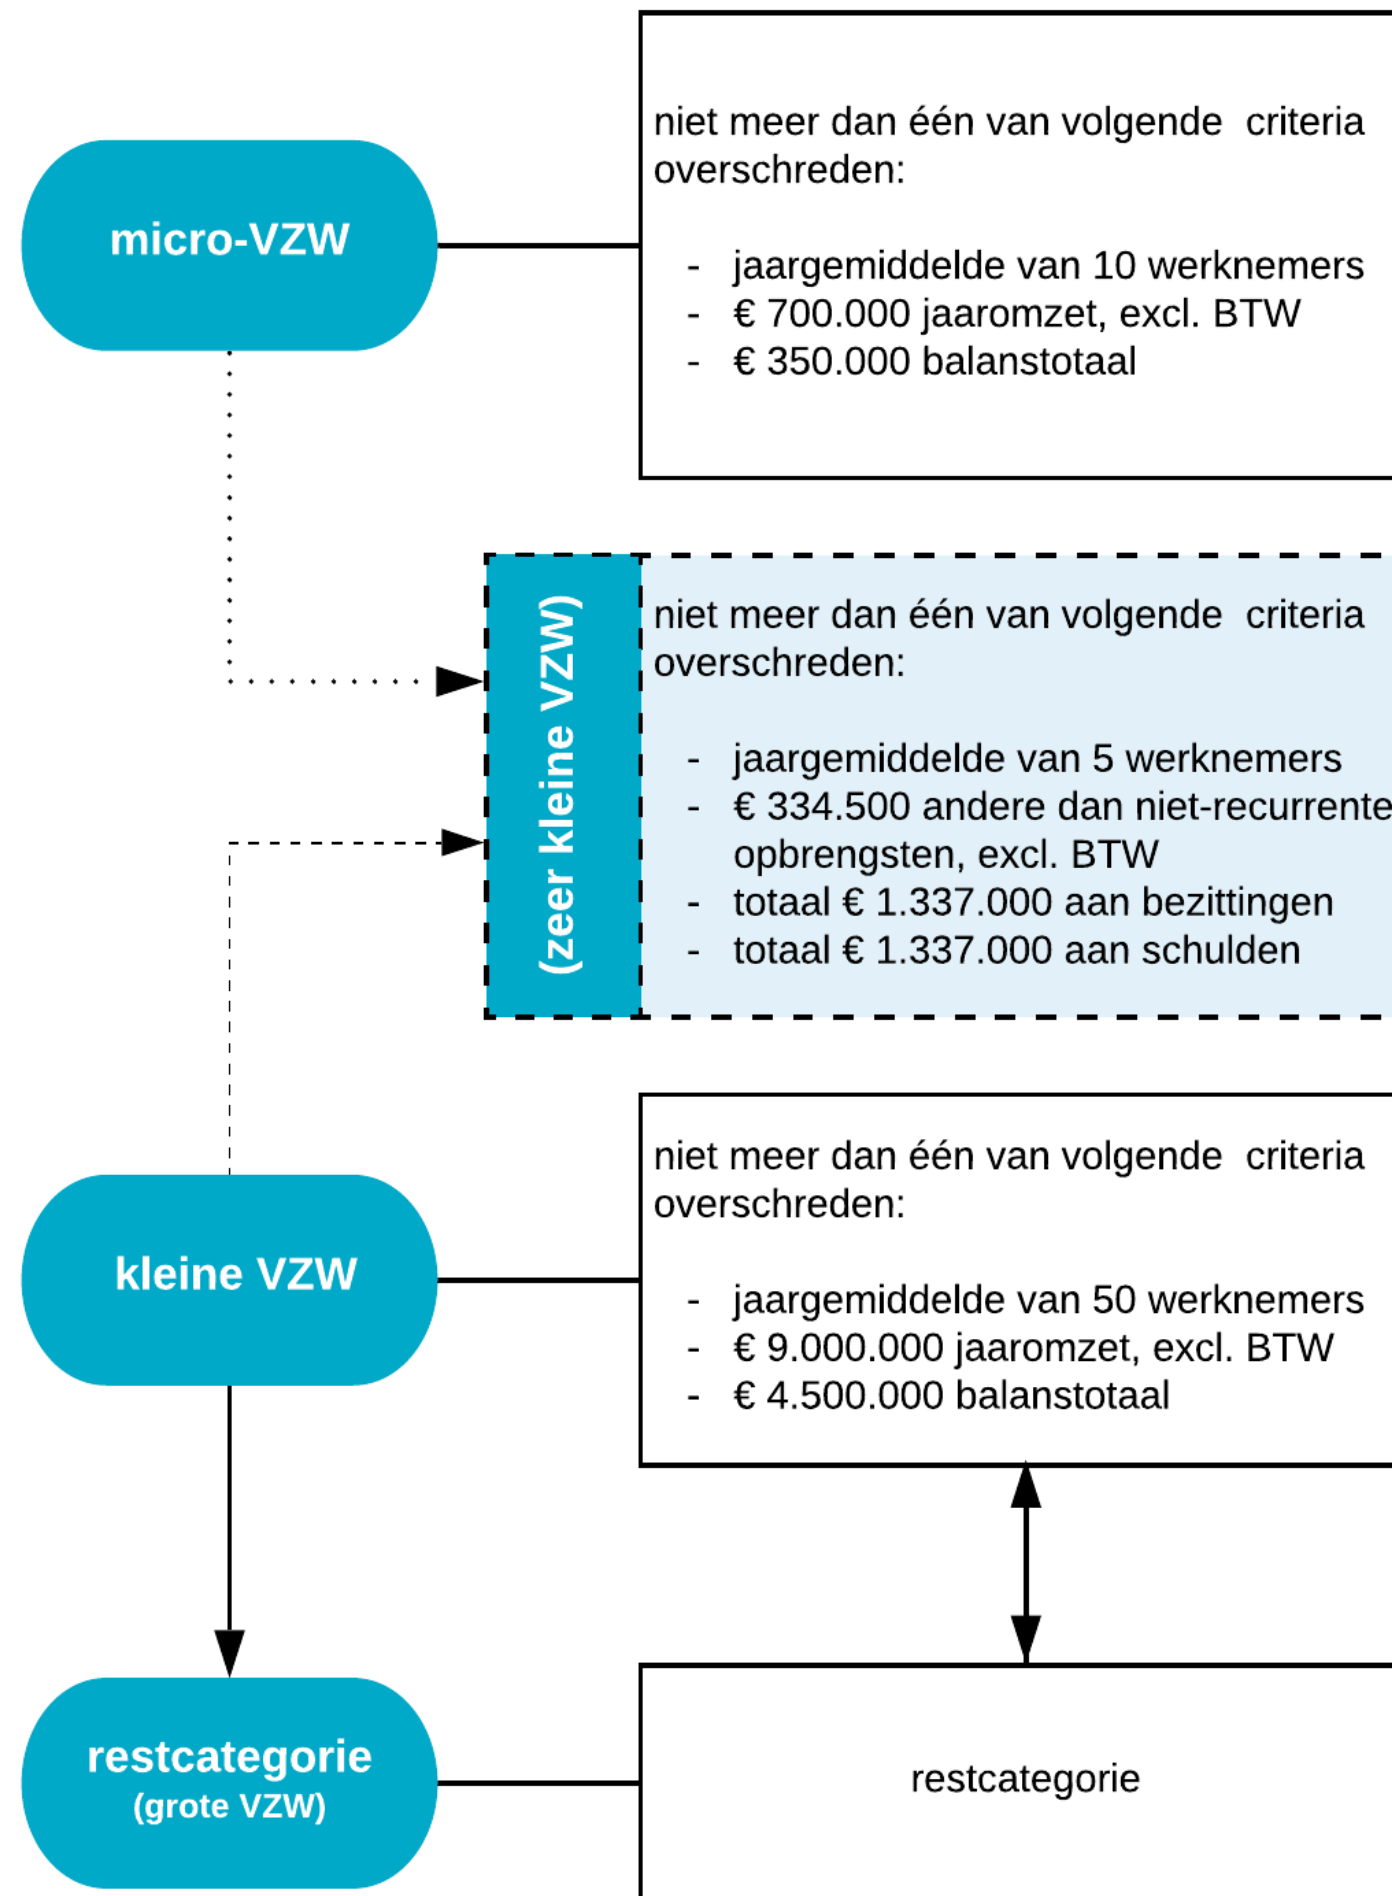 micro-VZW
niet meer dan één van volgende criteria
overschreden:
- jaargemiddelde van 10 werknemers
- € 700.000 jaaromzet, excl. BTW
- € 350.000 balanstotaal
(zeer kleine VZW)
niet meer dan één van volgende criteria
overschreden:
- jaargemiddelde van 5 werknemers
- € 334.500 andere dan niet-recurrente
opbrengsten, excl. BTW
- totaal € 1.337.000 aan bezittingen
- totaal € 1.337.000 aan schulden
kleine VZW
niet meer dan één van volgende criteria
overschreden:
- jaargemiddelde van 50 werknemers
- € 9.000.000 jaaromzet, excl. BTW
- € 4.500.000 balanstotaal
restcategorie
(grote VZW)
restcategorie